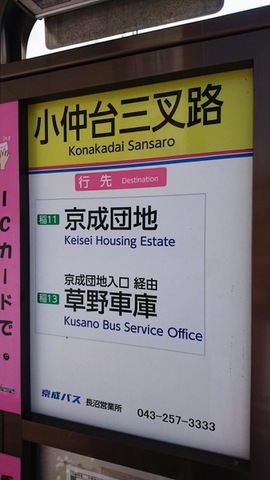 小仲台三叉路
Konakadai Sansaro
行先 Destination
稲11 京成団地
Keisei Housing Estate
京成団地入口 経由
稲13 草野車庫
Kusano Bus Service Office
京成バス 長沼営業所 043-257-3333
ICカードで